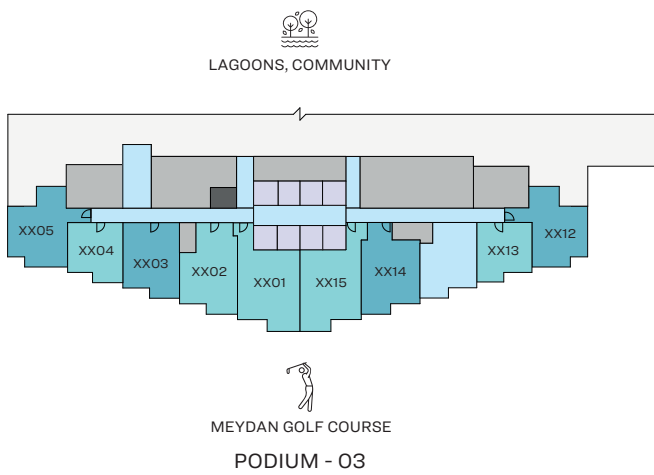 LAGOONS, COMMUNITY
XX05
XX12
XX04
XX13
XX03
XX02
XX14
XX01
XX15
MEYDAN GOLF COURSE
PODIUM - 03